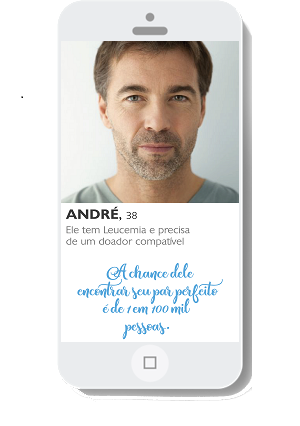 ANDRÉ, 38
Ele tem Leucemia e precisa
de um doador compatível
A chance dele
encontrar seu par perfeito
é de 1 em 100 mil
pessoas.